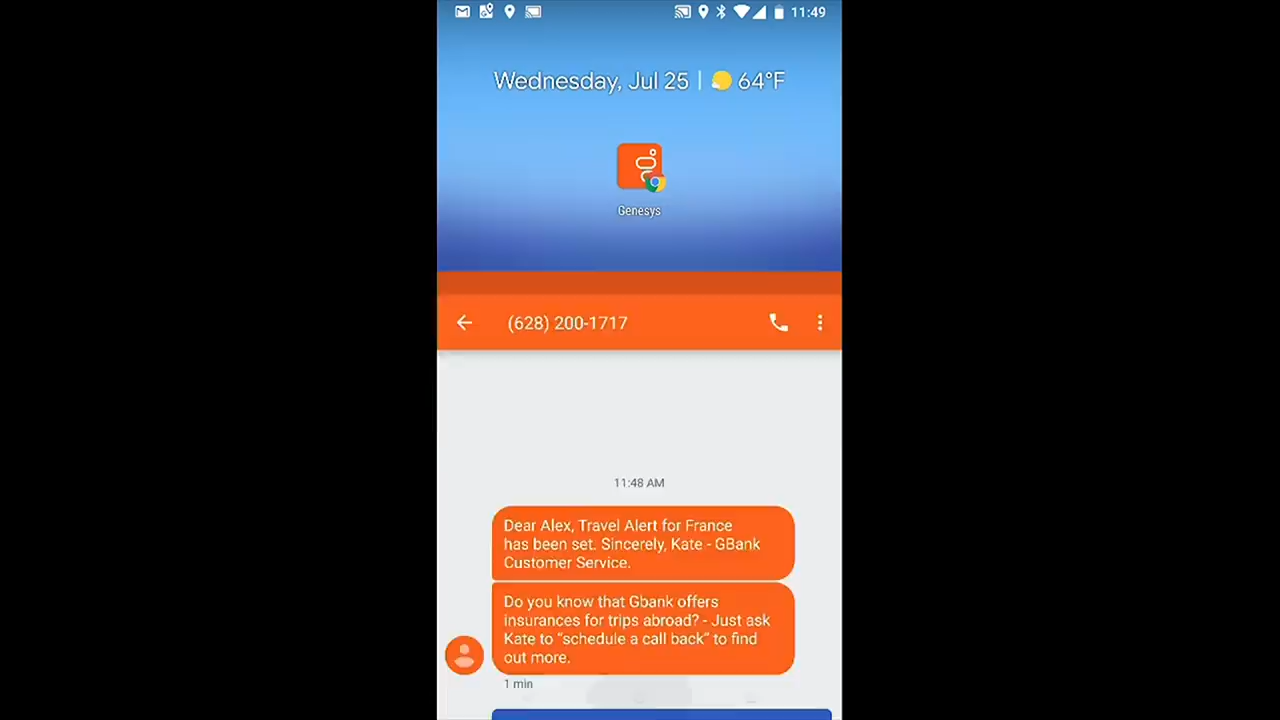 11:49
Wednesday, Jul 25 | 64°F
Genesys
(628) 200-1717
11:48 AM
Dear Alex, Travel Alert for France
has been set. Sincerely, Kate - GBank
Customer Service.
Do you know that Gbank offers
insurances for trips abroad? - Just ask
Kate to “schedule a call back” to find
out more.
1 min